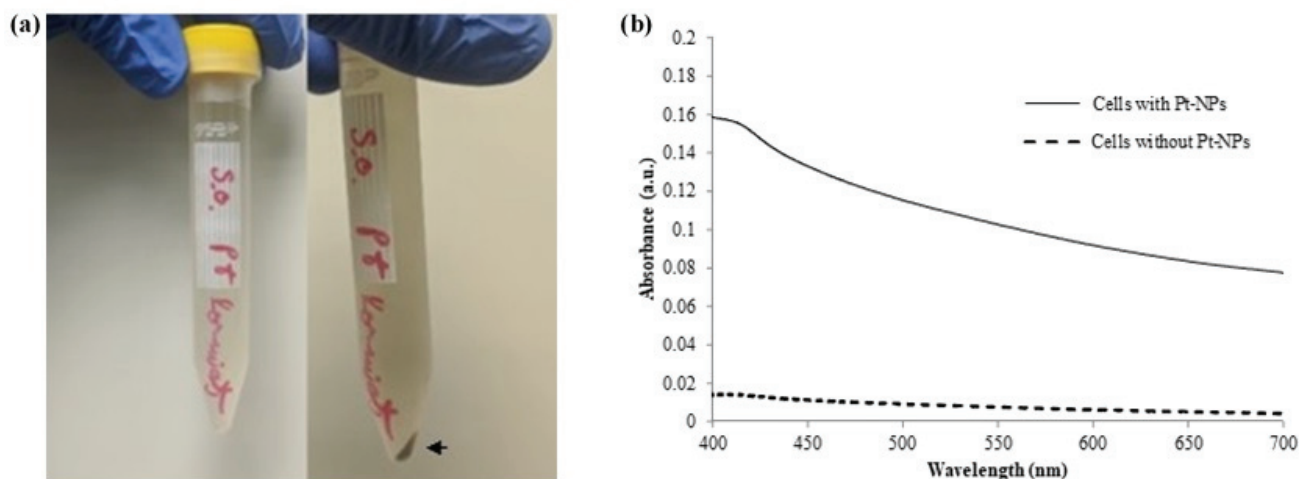 (a)
S.O.
Pt
S.O.
Pt
(b)
0.2
0.18
0.16
0.14
0.12
0.1
0.08
0.06
0.04
0.02
0
Absorbance (a.u.)
Cells with Pt-NPs
Cells without Pt-NPs
400
450
500
550
600
650
700
Wavelength (nm)